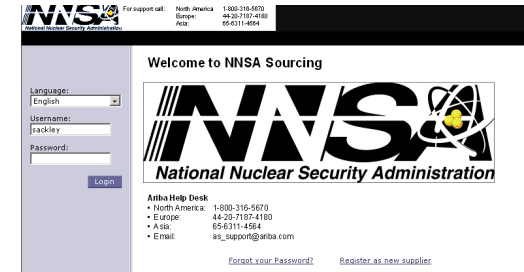 NNSA
National Nuclear Security Administration
For support call: North America 1-800-316-5670
Europe: 44-20-7187-4180
Asia: 65-6311-4564
Welcome to NNSA Sourcing
Language:
English
Username:
sackley
Password:
Login
NNSA
National Nuclear Security Administration
Ariba Help Desk
• North America: 1-800-316-5670
• Europe: 44-20-7187-4180
• Asia: 65-6311-4564
• Email: as_support@ariba.com
Forgot your Password? Register as new supplier